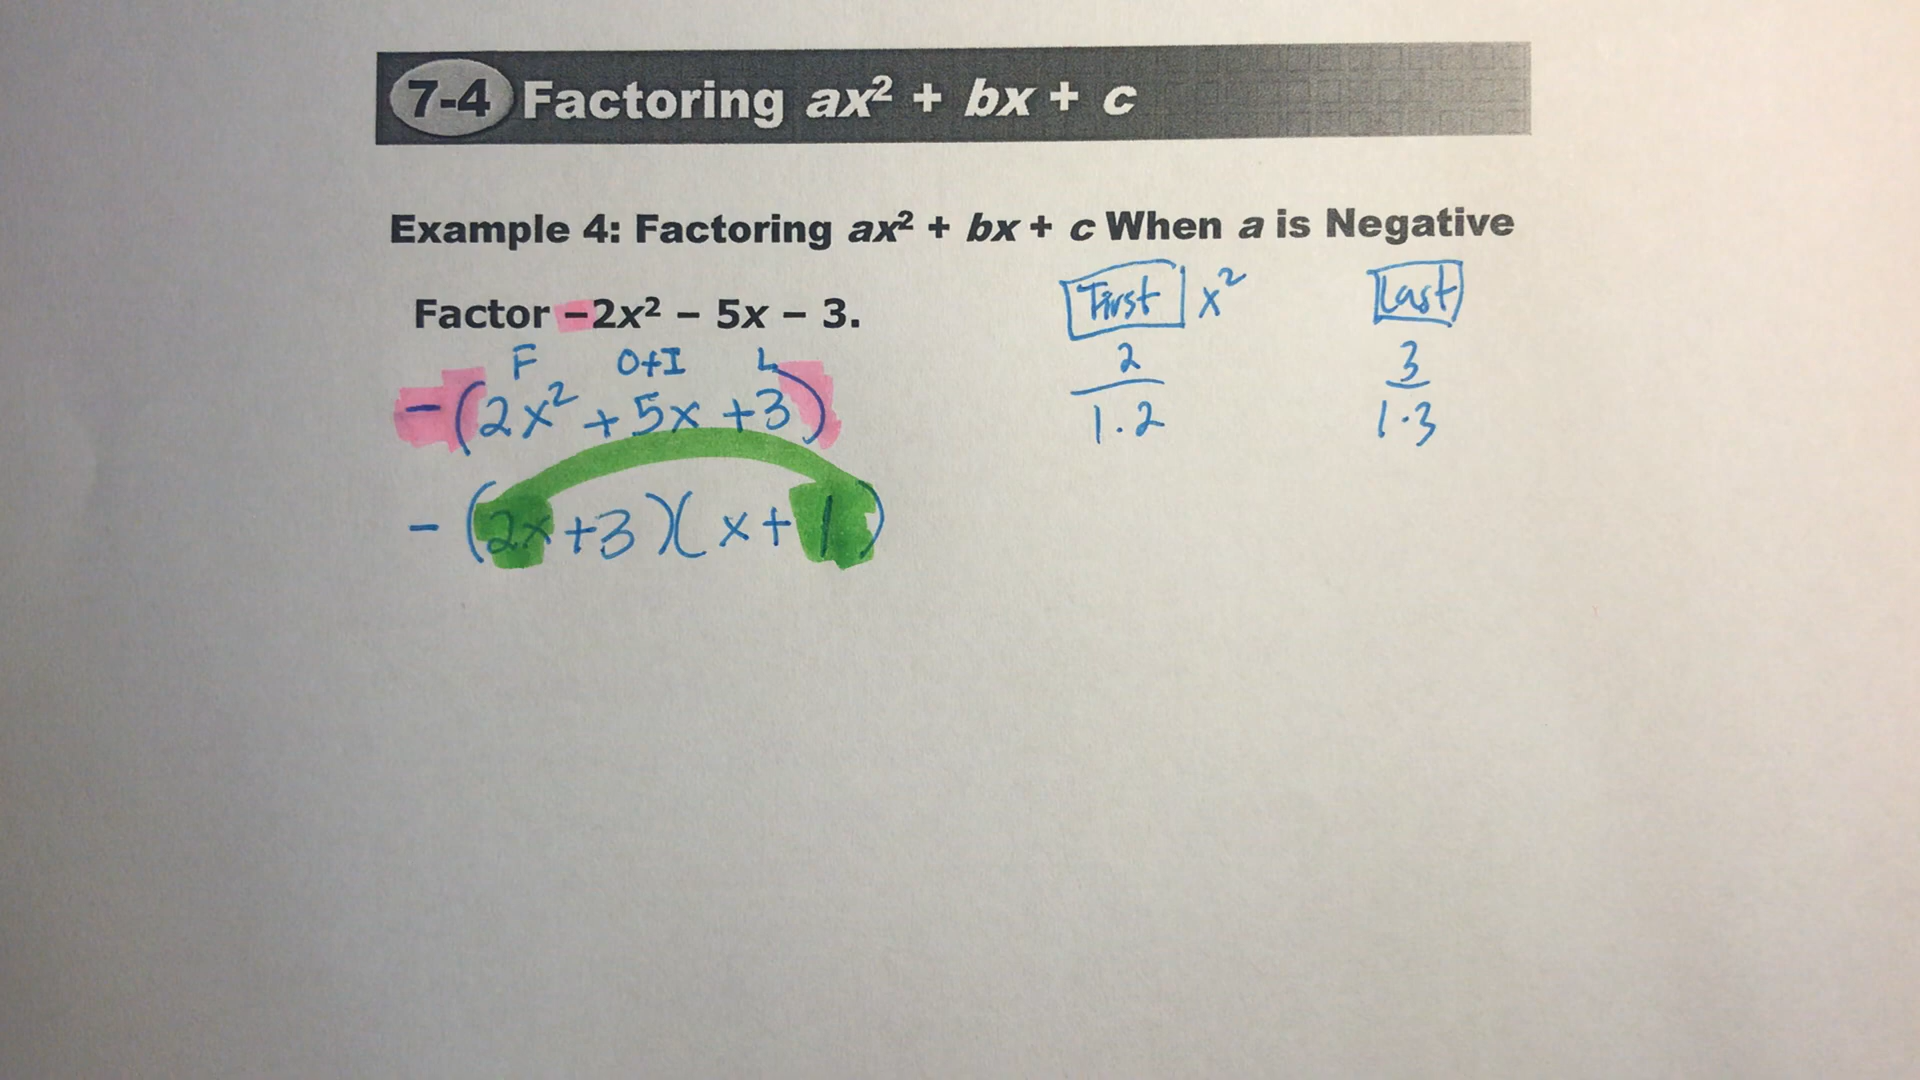 7-4 Factoring ax² + bx + c
Example 4: Factoring ax² + bx + c When a is Negative
Factor −2x² − 5x − 3.
First x² Last
F O+I L
2 3
−(2x² + 5x +3)
1·2 1·3
− (2x+3)(x+1)